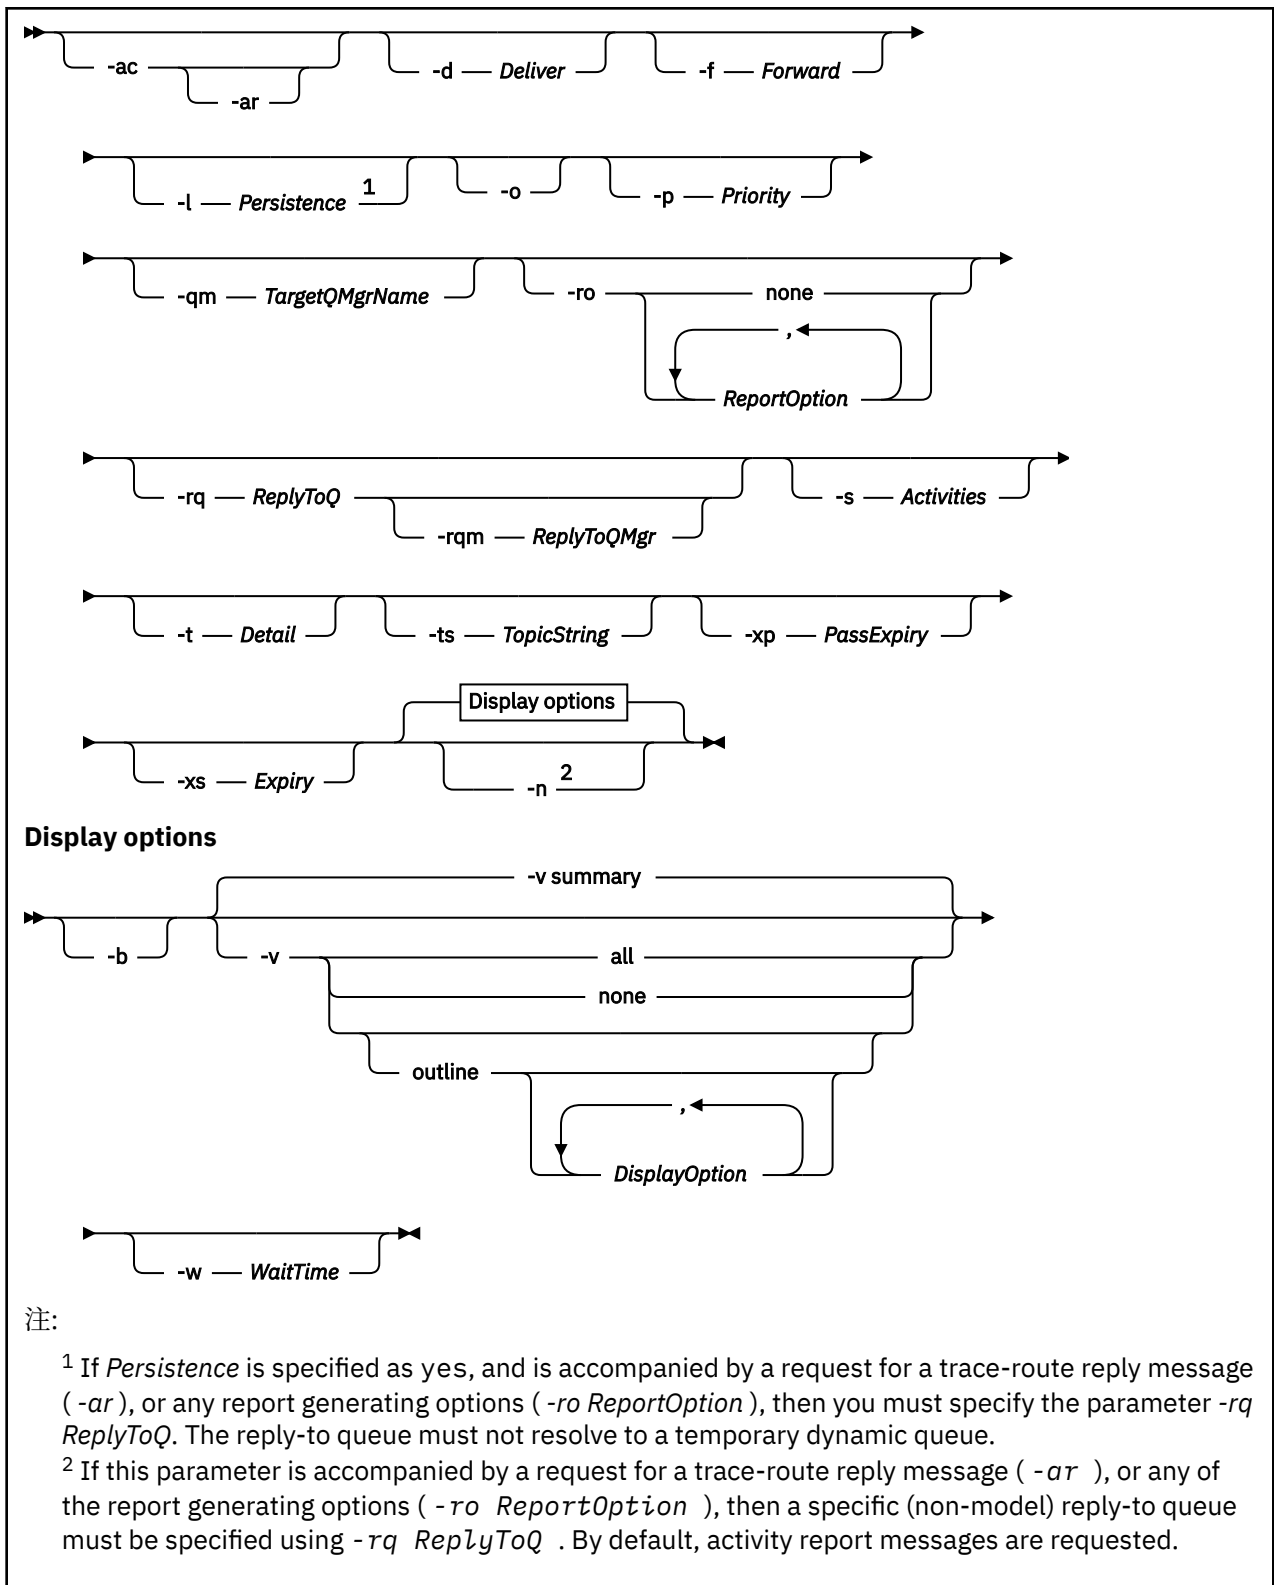 -ac
-ar
-d Deliver
-f Forward
-l Persistence 1
-o
-p Priority
-qm TargetQMgrName
-ro none
,
ReportOption
-rq ReplyToQ
-rqm ReplyToQMgr
-s Activities
-t Detail
-ts TopicString
-xp PassExpiry
Display options
-xs Expiry
-n 2
Display options
-v summary
-b
-v all
none
outline
,
DisplayOption
-w WaitTime
注:
1 If Persistence is specified as yes, and is accompanied by a request for a trace-route reply message
( -ar ), or any report generating options ( -ro ReportOption ), then you must specify the parameter -rq
ReplyToQ. The reply-to queue must not resolve to a temporary dynamic queue.
2 If this parameter is accompanied by a request for a trace-route reply message ( -ar ), or any of
the report generating options ( -ro ReportOption ), then a specific (non-model) reply-to queue
must be specified using -rq ReplyToQ . By default, activity report messages are requested.